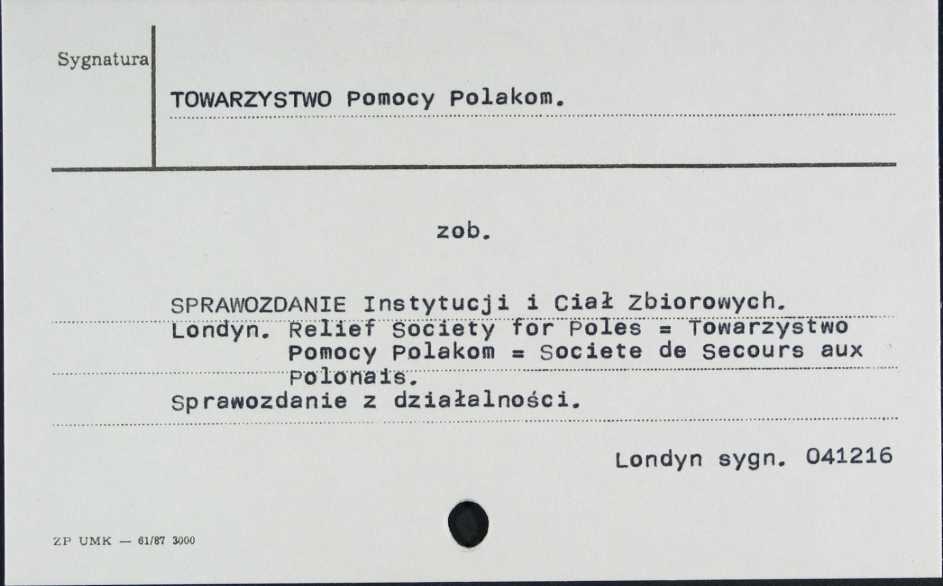 Sygnatura
TOWARZYSTWO Pomocy Polakom.
zob.
SPRAWOZDANIE Instytucji i Ciał Zbiorowych.
Londyn. Relief Society for Poles = Towarzystwo
Pomocy Polakom = Societe de Secours aux
Polonais.
Sprawozdanie z działalności.
Londyn sygn. 041216
ZP UMK — 61/87 3000